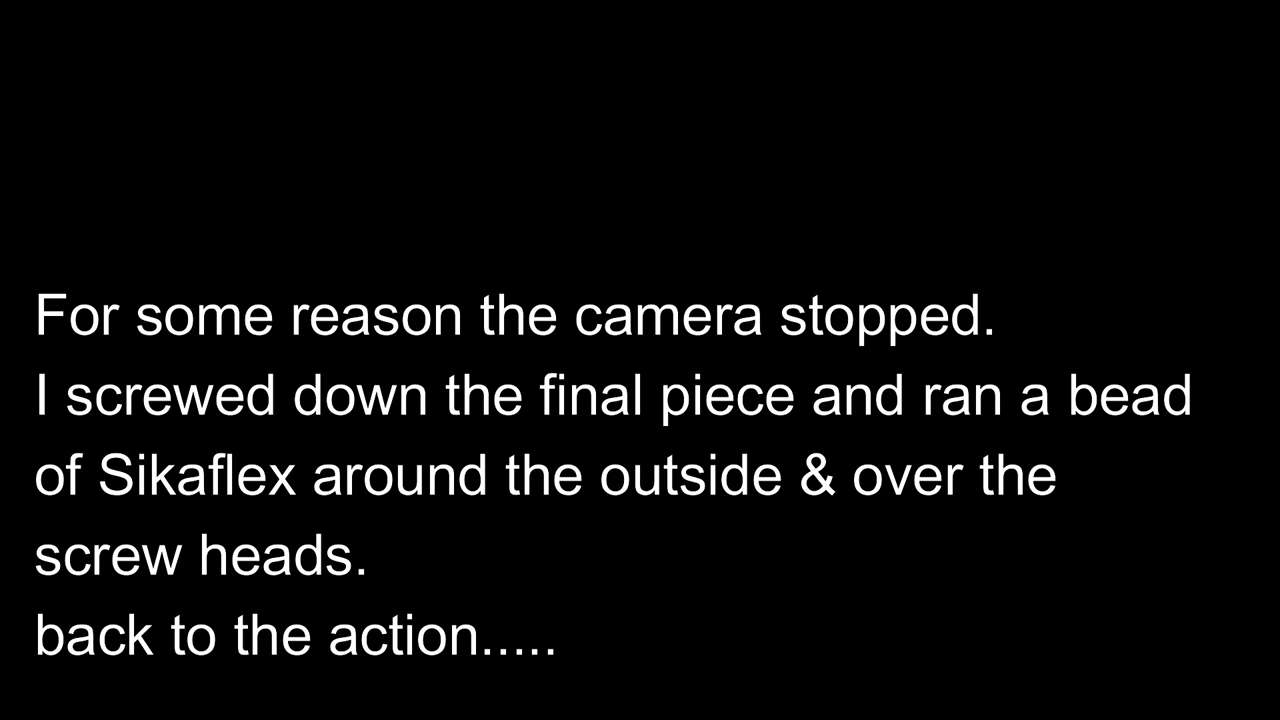 For some reason the camera stopped.
I screwed down the final piece and ran a bead
of Sikaflex around the outside & over the
screw heads.
back to the action.....